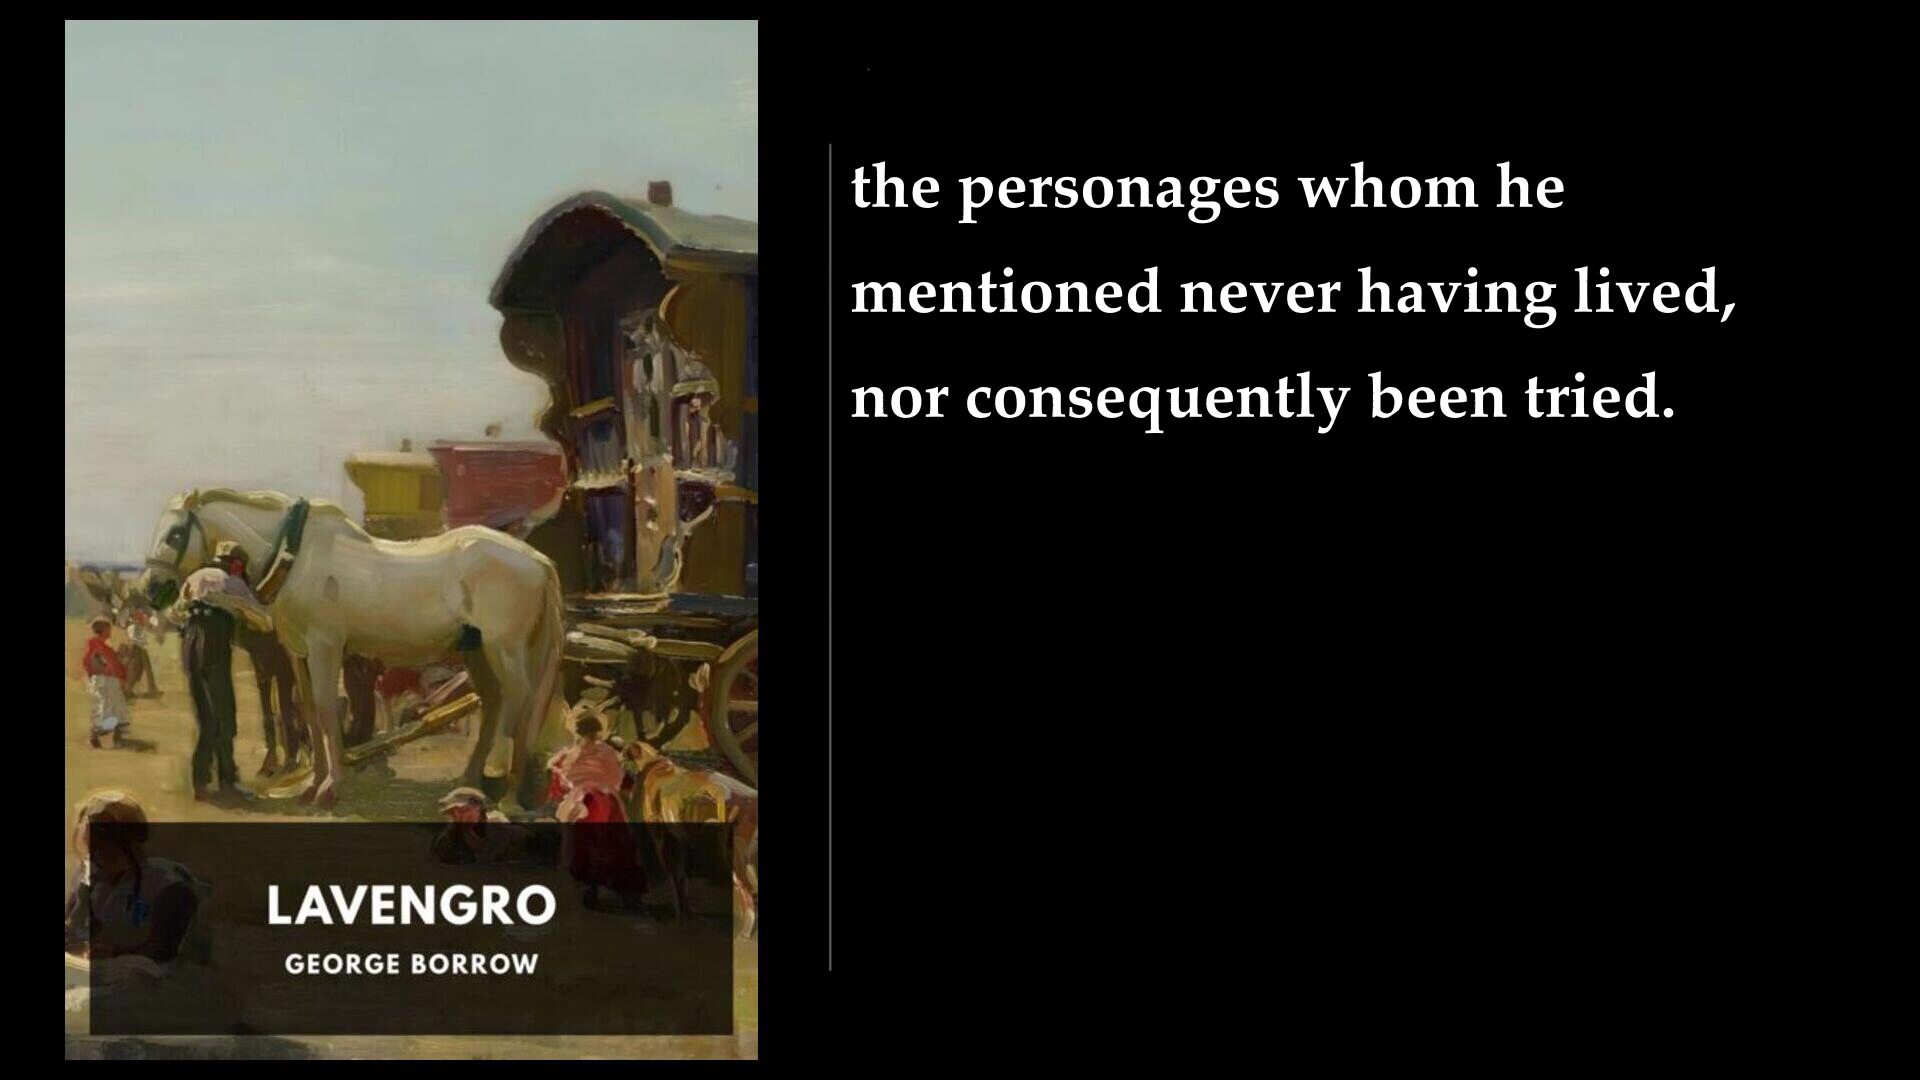 the personages whom he
mentioned never having lived,
nor consequently been tried.
LAVENGRO
GEORGE BORROW